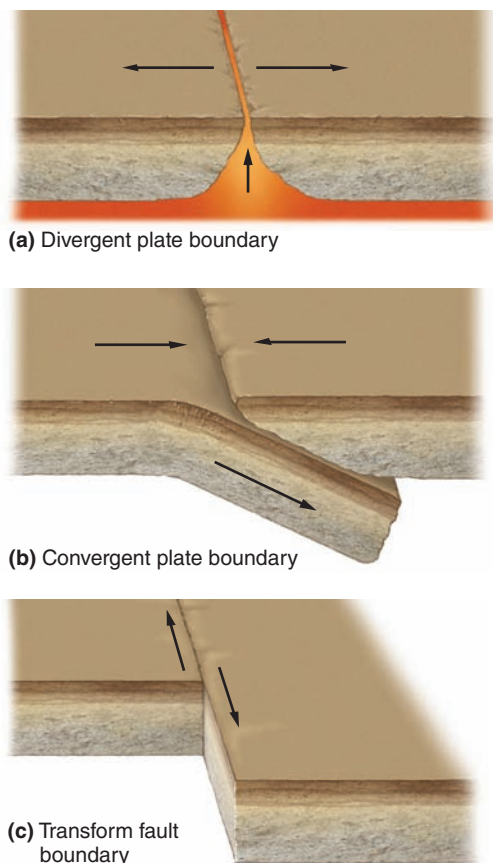 (a) Divergent plate boundary
(b) Convergent plate boundary
(c) Transform fault
boundary